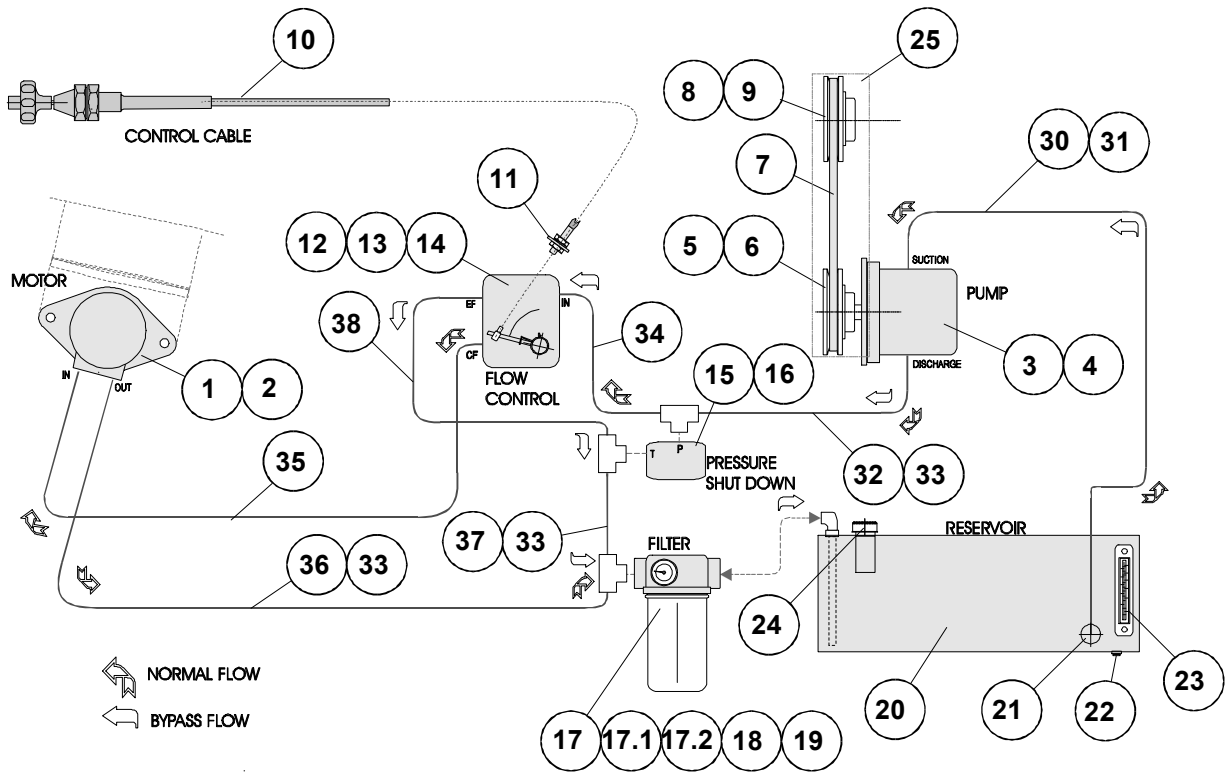 10
25
8 9
CONTROL CABLE
30 31
7
11
12 13 14
5 6
SUCTION
MOTOR
PUMP
EF IN
38
34
CF
IN
OUT
DISCHARGE
FLOW
CONTROL
1 2
15 16
3 4
T P
PRESSURE
SHUT DOWN
35
32 33
37 33
FILTER
RESERVOIR
36 33
24
NORMAL FLOW
BYPASS FLOW
20
21
22
23
17 17.1 17.2 18 19